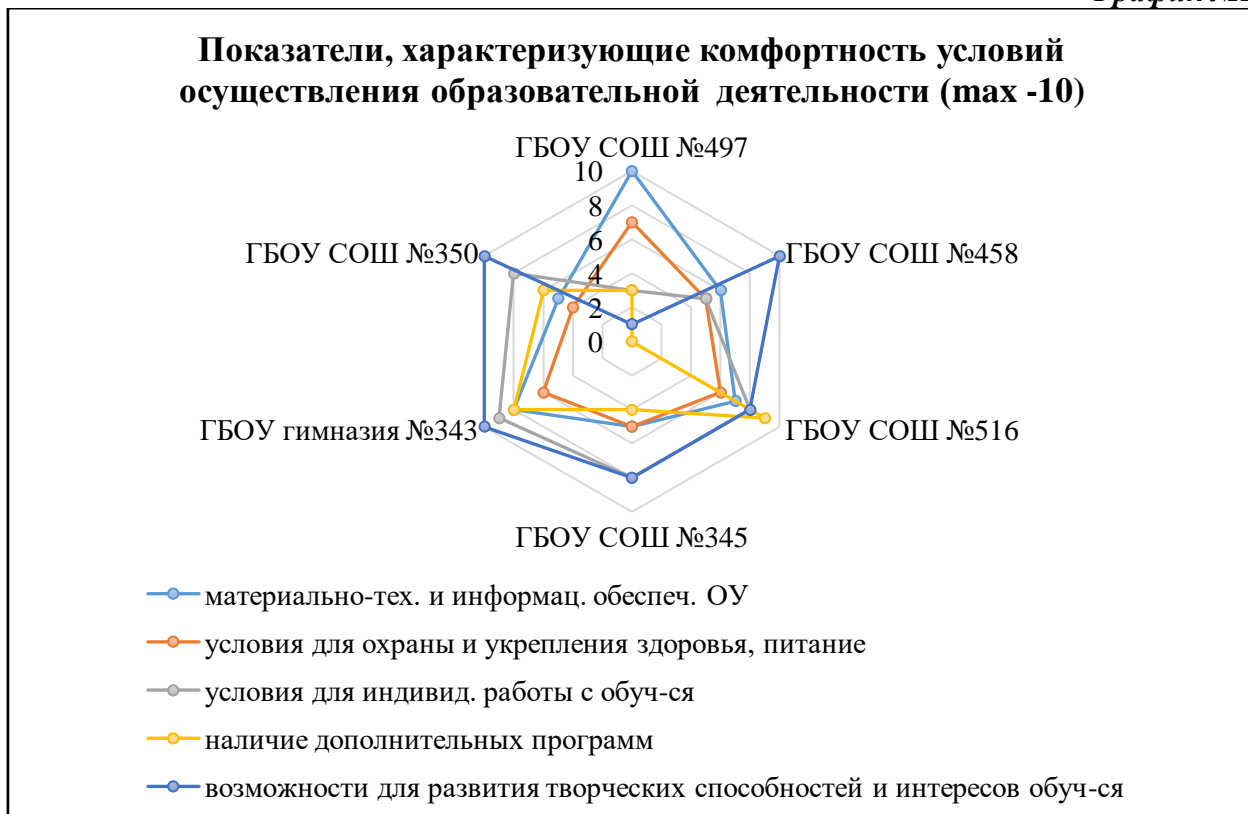 Показатели, характеризующие комфортность условий
осуществления образовательной деятельности (max -10)
ГБОУ СОШ №497
10
8
6
4
2
0
ГБОУ СОШ №350
ГБОУ СОШ №458
ГБОУ гимназия №343
ГБОУ СОШ №516
ГБОУ СОШ №345
материально-тех. и информац. обеспеч. ОУ
условия для охраны и укрепления здоровья, питание
условия для индивид. работы с обуч-ся
наличие дополнительных программ
возможности для развития творческих способностей и интересов обуч-ся